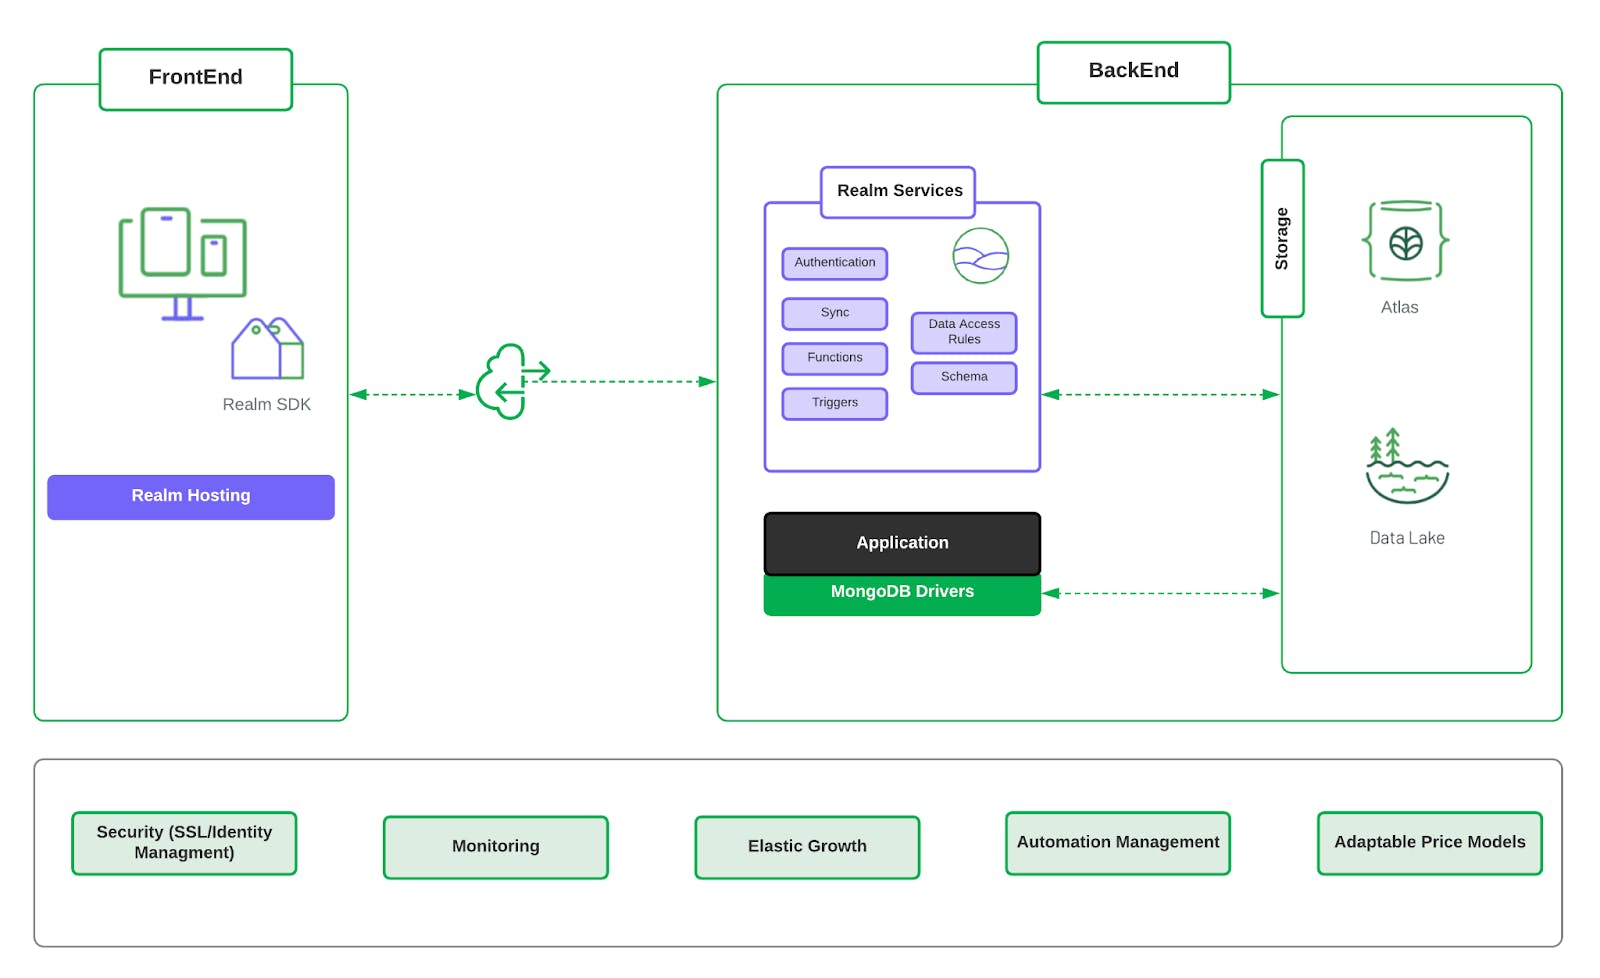 FrontEnd
BackEnd
Realm Services
Authentication
Sync
Functions
Triggers
Data Access
Rules
Schema
Storage
Atlas
Data Lake
Realm SDK
Realm Hosting
Application
MongoDB Drivers
Security (SSL/Identity
Managment)
Monitoring
Elastic Growth
Automation Management
Adaptable Price Models